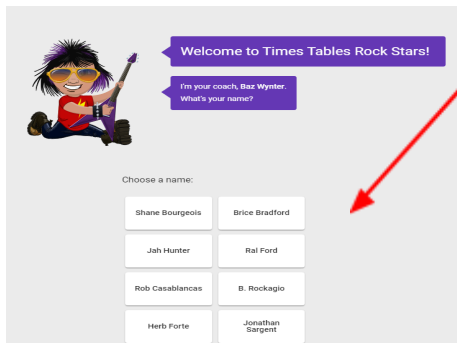 Welcome to Times Tables Rock Stars!
I'm your coach, Baz Wynter.
What's your name?
Choose a name:
Shane Bourgeois
Brice Bradford
Jah Hunter
Ral Ford
Rob Casablancas
B. Rockagio
Herb Forte
Jonathan
Sargent